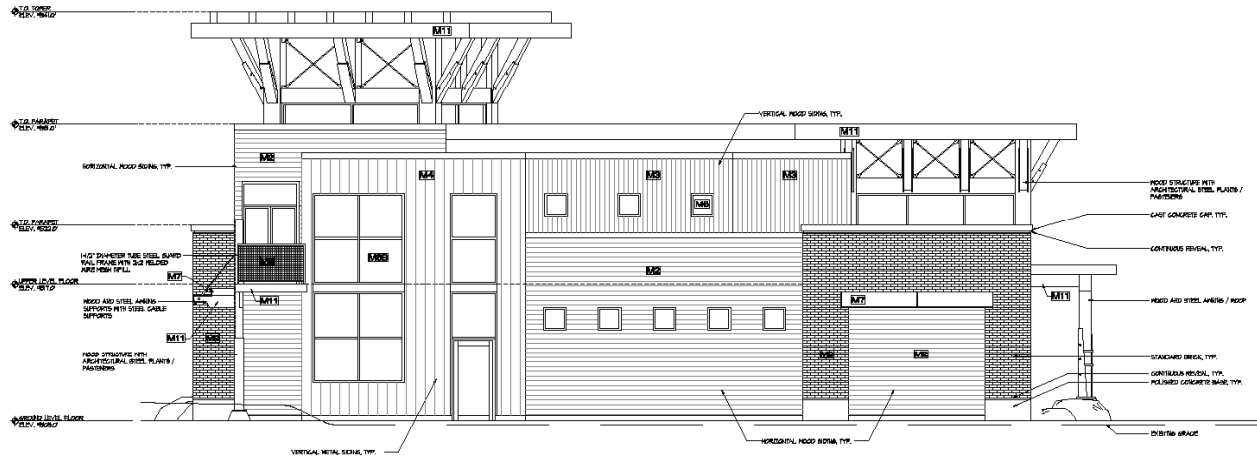 T.O. TOWER
M11
T.O. PARAPET
VERTICAL WOOD SIDING, TYP.
M11
M2
HORIZONTAL WOOD SIDING, TYP.
M4
M3
M3
WOOD STRUCTURE WITH
ARCHITECTURAL STEEL PLANTS /
FASTENERS
M6
CAST CONCRETE CAP, TYP.
T.O. PARAPET
CONTINUOUS REVEAL, TYP.
1-1/2" DIAMETER TUBE STEEL GUARD
RAIL FRAME WITH 2x2 WELDED
WIRE MESH INFILL
M2
M7
UPPER LEVEL FLOOR
M11
M11
M7
WOOD AND STEEL AWNING
SUPPORTS WITH STEEL CABLE
SUPPORTS
WOOD AND STEEL AWNING / ROOF
M11
WOOD STRUCTURE WITH
ARCHITECTURAL STEEL PLANTS /
FASTENERS
STANDARD BRICK, TYP.
CONTINUOUS REVEAL, TYP.
POLISHED CONCRETE BASE, TYP.
GROUND LEVEL FLOOR
HORIZONTAL WOOD SIDING, TYP.
EXISTING GRADE
VERTICAL METAL SIDING, TYP.